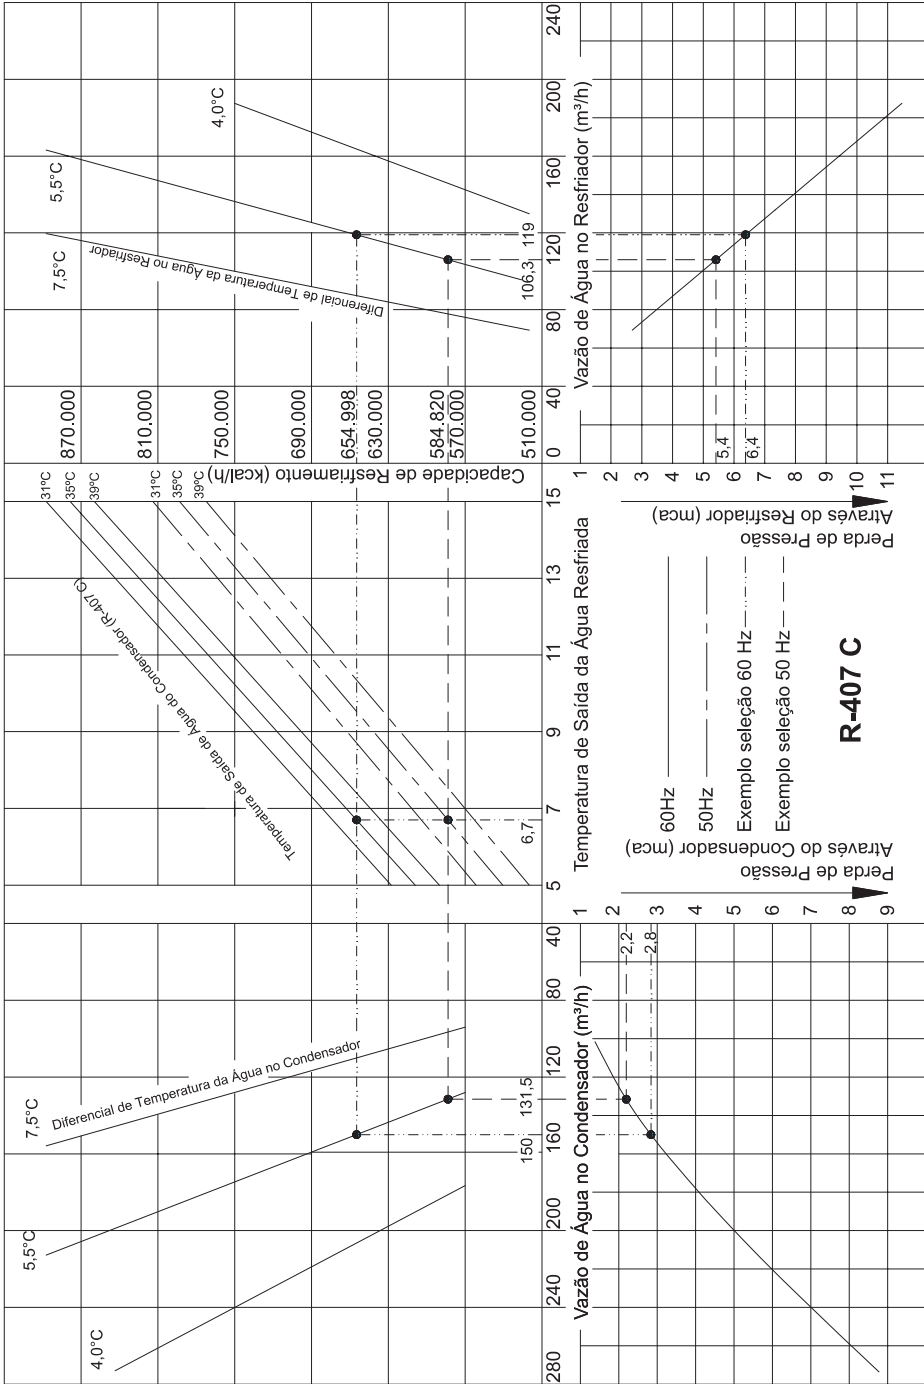 4,0°C
5,5°C
7,5°C
Diferencial de Temperatura da Água no Condensador
150
131,5
280
240
200
160
120
80
40
Vazão de Água no Condensador (m³/h)
31ºC
35ºC
39ºC
31ºC
35ºC
39ºC
Temperatura de Saída de Água do Condensador (R-407 C)
6,7
5
7
9
11
13
15
Temperatura de Saída da Água Resfriada
Capacidade de Resfriamento (kcal/h)
870.000
810.000
750.000
690.000
654.998
630.000
584.820
570.000
510.000
7,5°C
5,5°C
4,0°C
Diferencial de Temperatura da Água no Resfriador
106,3
119
0
40
80
120
160
200
240
Vazão de Água no Resfriador (m³/h)
1
2
3
4
5
6
7
8
9
2,2
2,8
Perda de Pressão
Através do Condensador (mca)
60Hz
50Hz
Exemplo seleção 60 Hz
Exemplo seleção 50 Hz
R-407 C
Perda de Pressão
Através do Resfriador (mca)
1
2
3
4
5
6
7
8
9
10
11
5,4
6,4